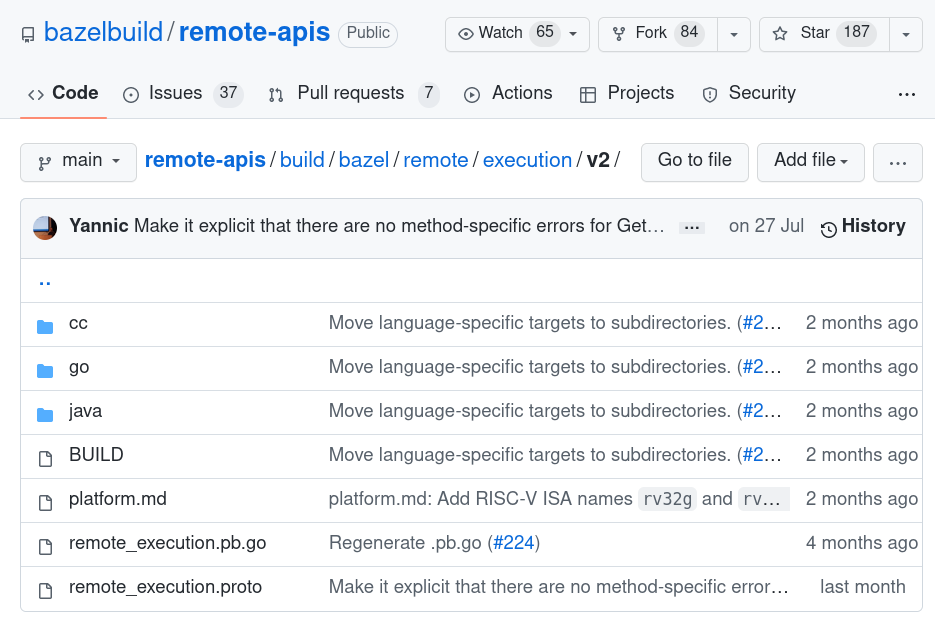 bazelbuild/remote-apis Public Watch 65 Fork 84 Star 187
Code Issues 37 Pull requests 7 Actions Projects Security ...
main remote-apis/build/bazel/remote/execution/v2/ Go to file Add file ...
Yannic Make it explicit that there are no method-specific errors for Get… ... on 27 Jul History
..
cc Move language-specific targets to subdirectories. (#2… 2 months ago
go Move language-specific targets to subdirectories. (#2… 2 months ago
java Move language-specific targets to subdirectories. (#2… 2 months ago
BUILD Move language-specific targets to subdirectories. (#2… 2 months ago
platform.md platform.md: Add RISC-V ISA names rv32g and rv… 2 months ago
remote_execution.pb.go Regenerate .pb.go (#224) 4 months ago
remote_execution.proto Make it explicit that there are no method-specific error… last month